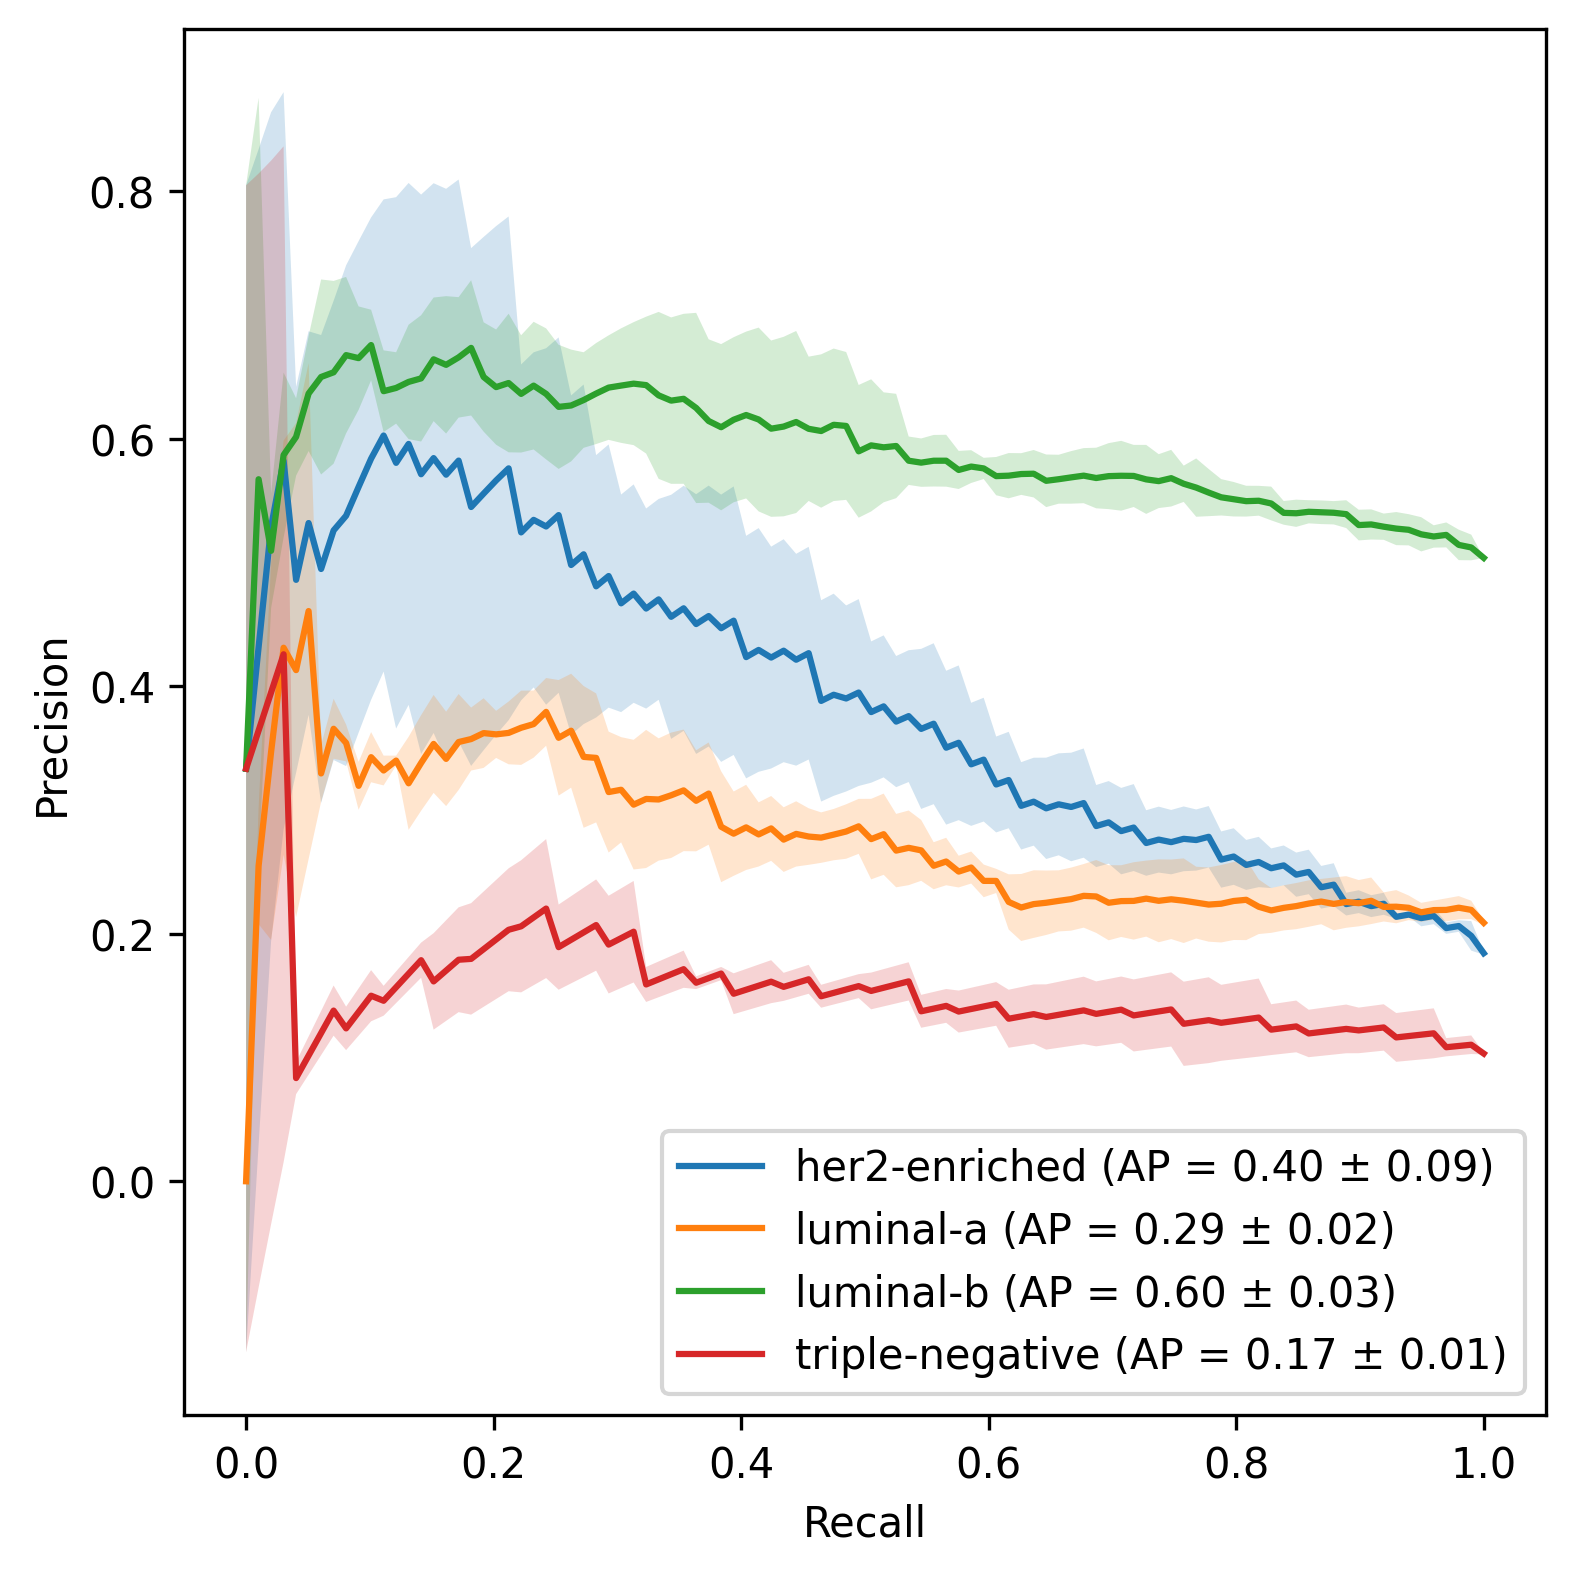 0.8
0.6
0.4
0.2
0.0
Precision
0.0 0.2 0.4 0.6 0.8 1.0
Recall
her2-enriched (AP = 0.40 ± 0.09)
luminal-a (AP = 0.29 ± 0.02)
luminal-b (AP = 0.60 ± 0.03)
triple-negative (AP = 0.17 ± 0.01)